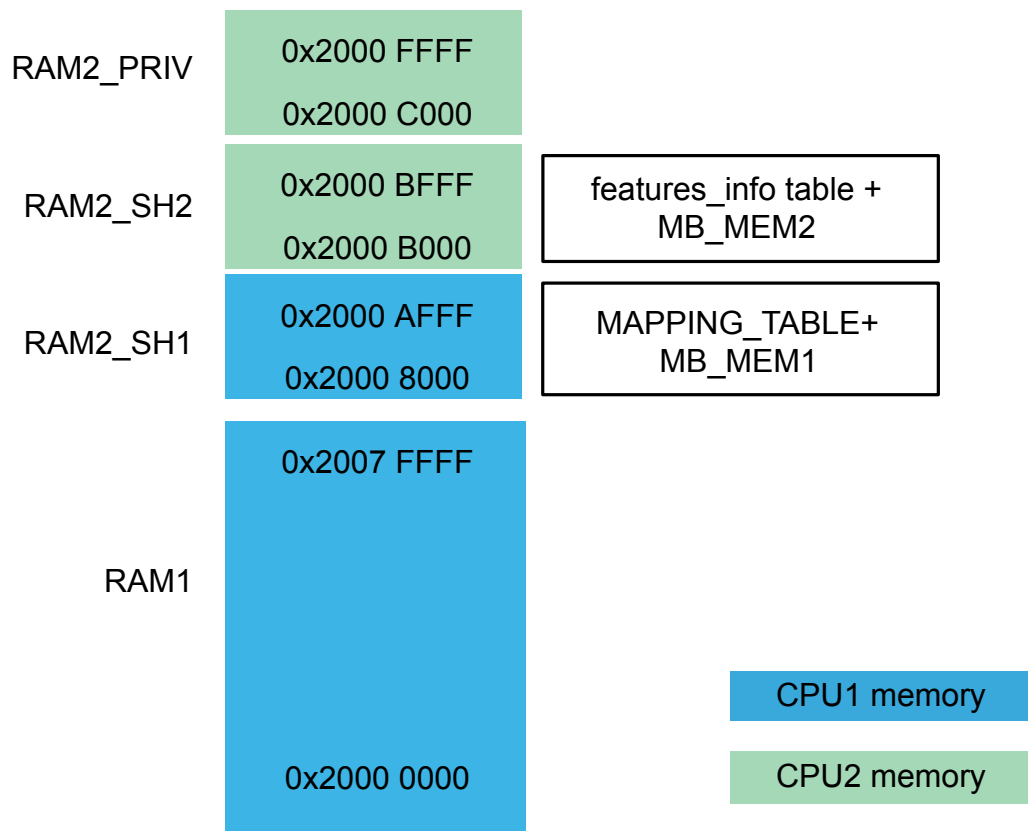 RAM2_PRIV
0x2000 FFFF
0x2000 C000
RAM2_SH2
0x2000 BFFF
0x2000 B000
features_info table +
MB_MEM2
RAM2_SH1
0x2000 AFFF
0x2000 8000
MAPPING_TABLE+
MB_MEM1
RAM1
0x2007 FFFF
0x2000 0000
CPU1 memory
CPU2 memory